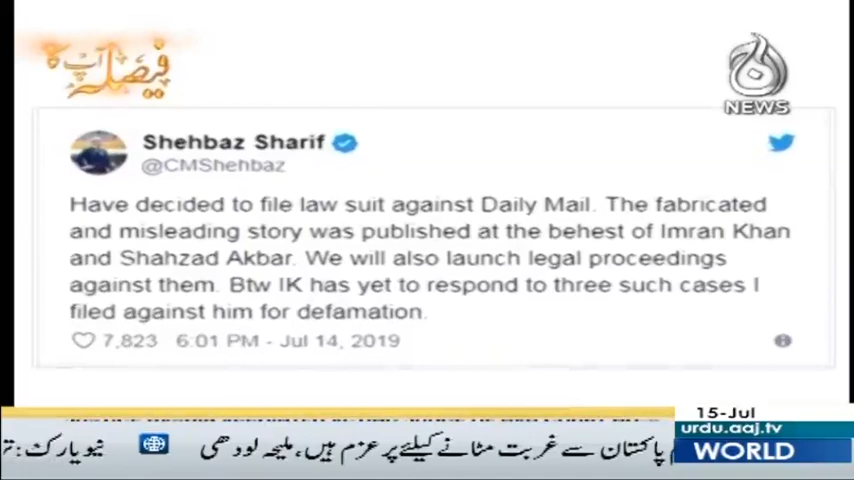 فیصلہ آپ کا
آج
NEWS
Shehbaz Sharif
@CMShehbaz
Have decided to file law suit against Daily Mail. The fabricated
and misleading story was published at the behest of Imran Khan
and Shahzad Akbar. We will also launch legal proceedings
against them. Btw IK has yet to respond to three such cases I
filed against him for defamation.
7,823 6:01 PM - Jul 14, 2019
15-Jul
urdu.aaj.tv
WORLD
پاکستان سے غربت مٹانے کیلئے پر عزم ہیں، ملیحہ لودھی
نیویارک: